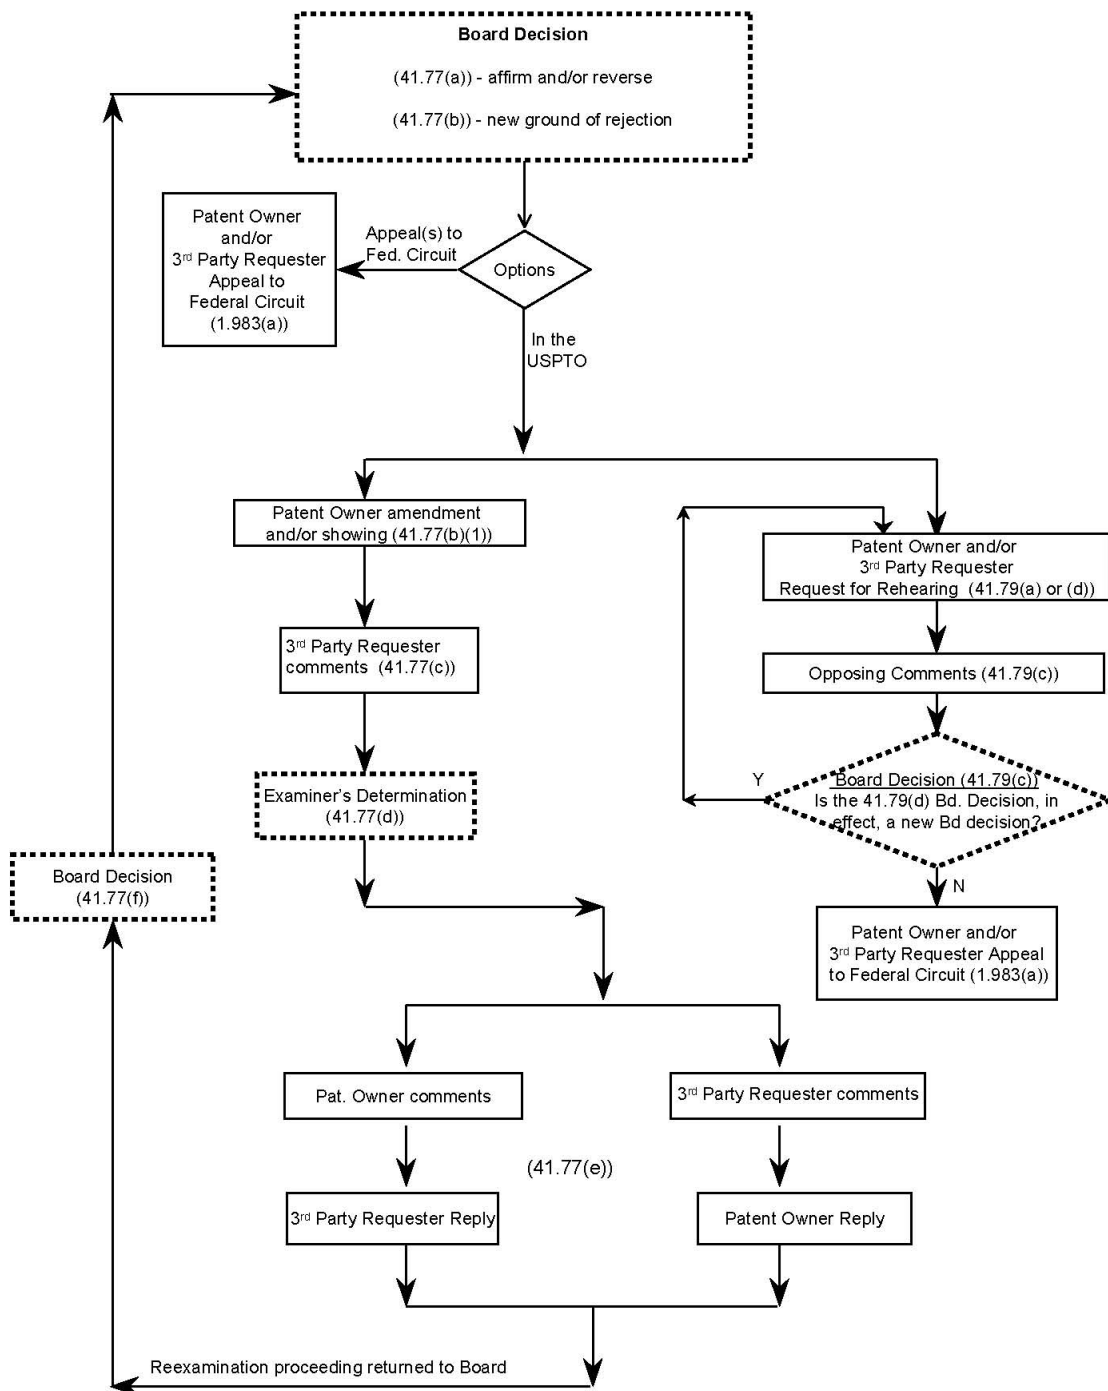 Board Decision
(41.77(a)) - affirm and/or reverse
(41.77(b)) - new ground of rejection
Patent Owner
and/or
3rd Party Requester
Appeal to
Federal Circuit
(1.983(a))
Appeal(s) to
Fed. Circuit
Options
In the
USPTO
Patent Owner amendment
and/or showing (41.77(b)(1))
Patent Owner and/or
3rd Party Requester
Request for Rehearing (41.79(a) or (d))
3rd Party Requester
comments (41.77(c))
Opposing Comments (41.79(c))
Examiner's Determination
(41.77(d))
Y
Board Decision (41.79(c))
Is the 41.79(d) Bd. Decision, in
effect, a new Bd decision?
N
Board Decision
(41.77(f))
Patent Owner and/or
3rd Party Requester Appeal
to Federal Circuit (1.983(a))
Pat. Owner comments
3rd Party Requester comments
(41.77(e))
3rd Party Requester Reply
Patent Owner Reply
Reexamination proceeding returned to Board